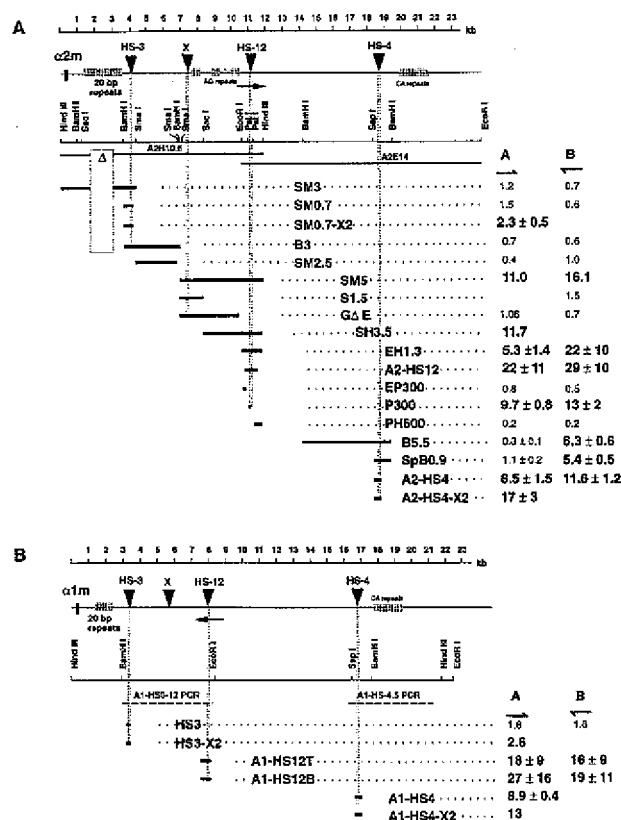 A
1 2 3 4 5 6 7 8 9 10 11 12 13 14 15 16 17 18 19 20 21 22 23 kb
HS-3 X HS-12 HS-4
α2m
20 bp repeats
CA repeats
Hind III BamHI Sac I BamH I Sma I Sma I BamH I Sma I Sac I EcoR I Pst I Pst I Hind III BamH I Ssp I BamH I EcoR I
A2H10.6
A2E14
Δ
A B
SM3 1.2 0.7
SM0.7 1.5 0.6
SM0.7-X2 2.3 ± 0.5
B3 0.7 0.6
SM2.5 0.4 1.0
SM5 11.0 16.1
S1.5 1.5
GΔE 1.06 0.7
SH3.5 11.7
EH1.3 5.3 ± 1.4 22 ± 10
A2-HS12 22 ± 11 29 ± 10
EP300 0.8 0.5
P300 9.7 ± 0.8 13 ± 2
PH600 0.2 0.2
B5.5 0.3 ± 0.1 6.3 ± 0.6
SpB0.9 1.1 ± 0.2 5.4 ± 0.5
A2-HS4 6.5 ± 1.5 11.6 ± 1.2
A2-HS4-X2 17 ± 3
B
1 2 3 4 5 6 7 8 9 10 11 12 13 14 15 16 17 18 19 20 21 22 23 kb
HS-3 X HS-12 HS-4
α1m
20 bp repeats
CA repeats
Hind III BamH I EcoR I Ssp I BamH I Hind III EcoR I
A1-HS3-12 PCR A1-HS-4.5 PCR
A B
HS3 1.6 1.8
HS3-X2 2.6
A1-HS12T 18 ± 9 16 ± 9
A1-HS12B 27 ± 16 19 ± 11
A1-HS4 8.9 ± 0.4
A1-HS4-X2 13